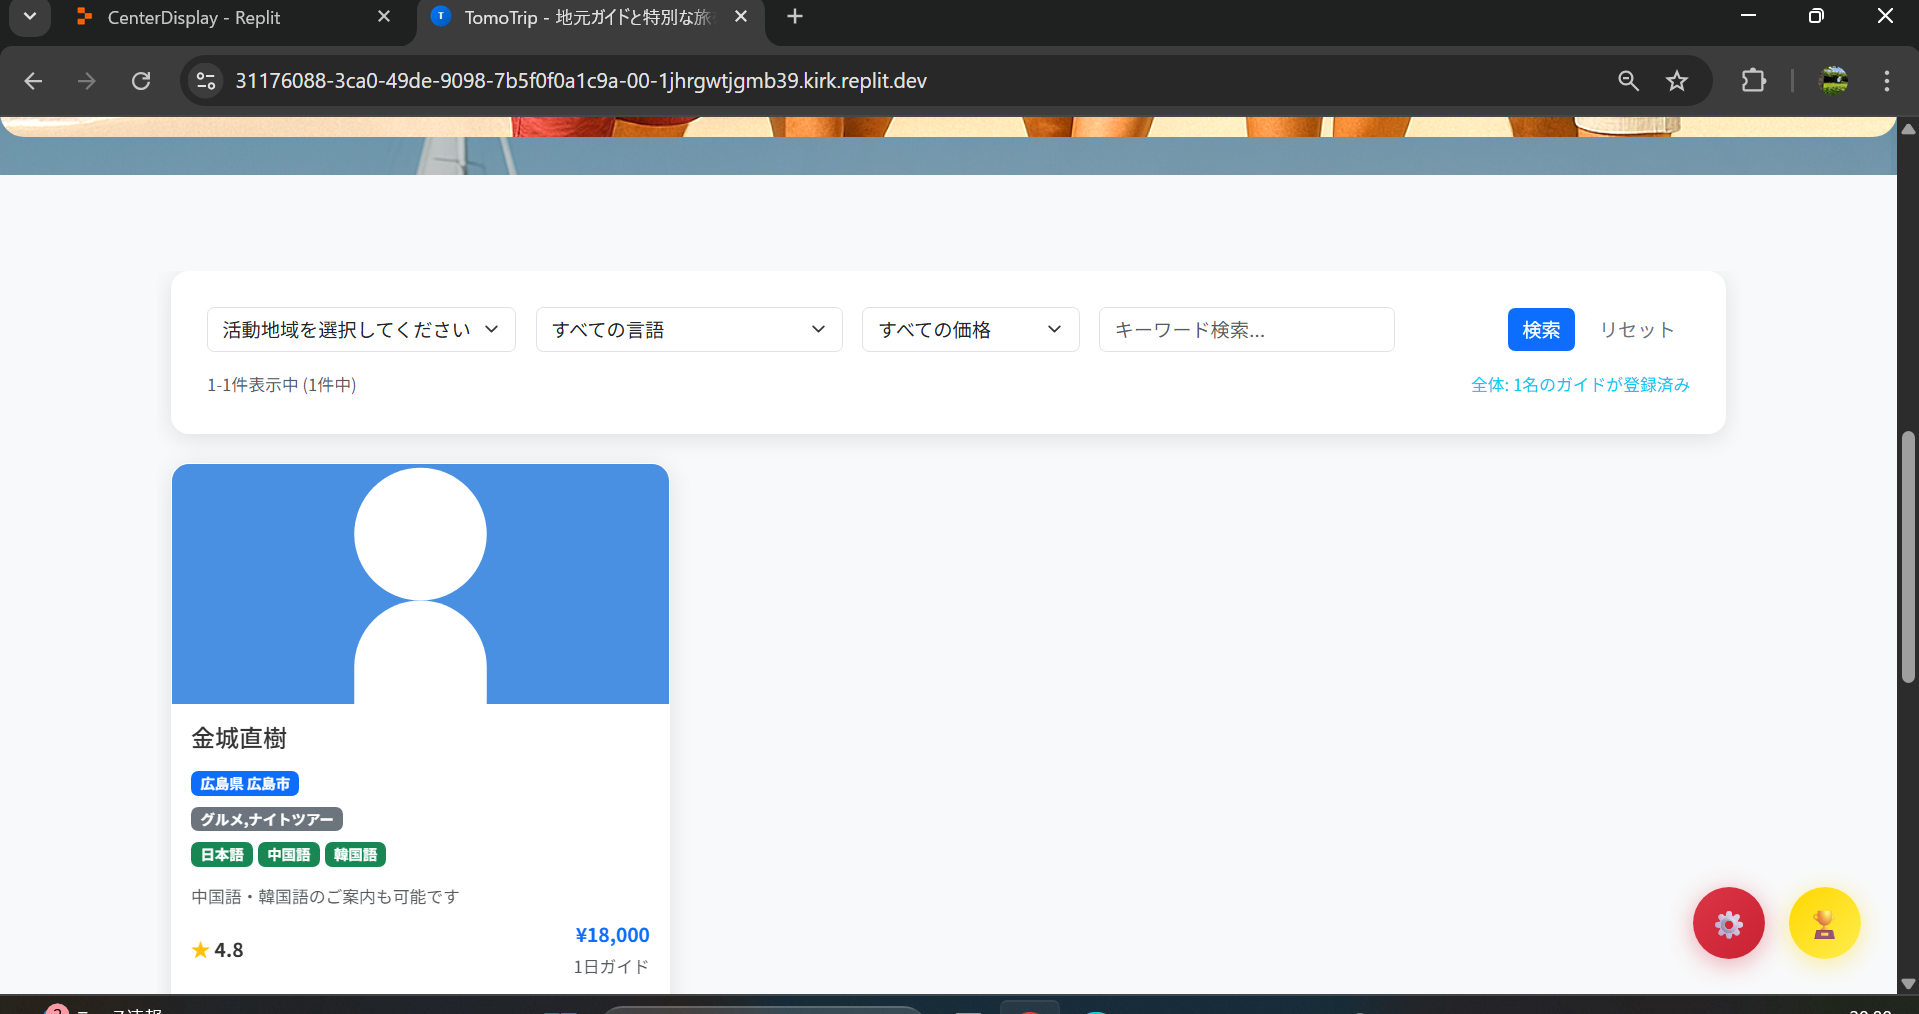 CenterDisplay - Replit
TomoTrip - 地元ガイドと特別な旅
31176088-3ca0-49de-9098-7b5f0f0a1c9a-00-1jhrgwtjgmb39.kirk.replit.dev
活動地域を選択してください
すべての言語
すべての価格
キーワード検索...
検索
リセット
1-1件表示中 (1件中)
全体: 1名のガイドが登録済み
金城直樹
広島県 広島市
グルメ,ナイトツアー
日本語 中国語 韓国語
中国語・韓国語のご案内も可能です
★ 4.8
¥18,000
1日ガイド